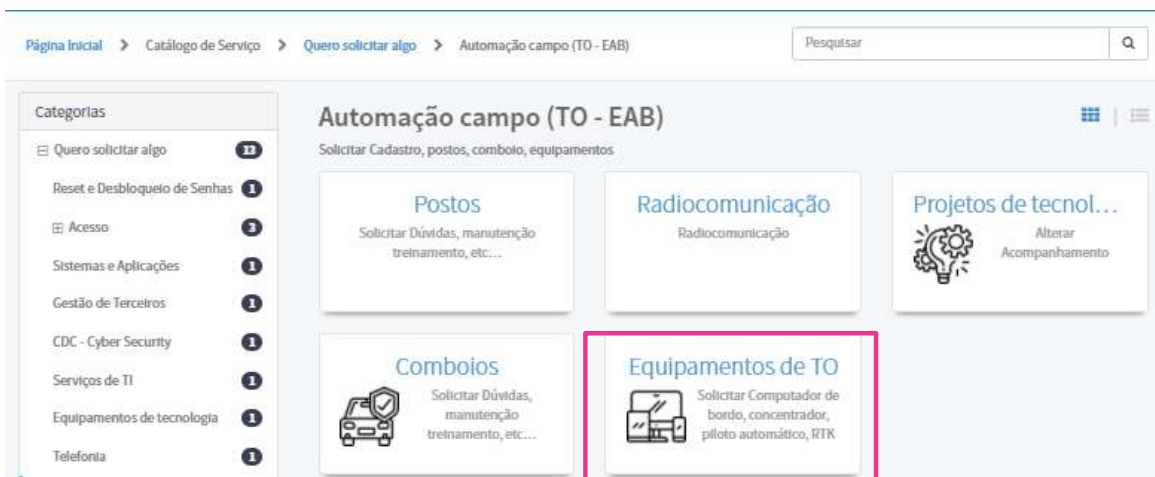 Página Inicial > Catálogo de Serviço > Quero solicitar algo > Automação campo (TO - EAB)
Pesquisar
Categorias
Quero solicitar algo 13
Reset e Desbloqueio de Senhas 1
Acesso 3
Sistemas e Aplicações 1
Gestão de Terceiros 1
CDC - Cyber Security 1
Serviços de TI 1
Equipamentos de tecnologia 1
Telefonia 1
Automação campo (TO - EAB)
Solicitar Cadastro, postos, comboio, equipamentos
Postos
Solicitar Dúvidas, manutenção
treinamento, etc...
Radiocomunicação
Radiocomunicação
Projetos de tecnol...
Alterar
Acompanhamento
Comboios
Solicitar Dúvidas,
manutenção
treinamento, etc...
Equipamentos de TO
Solicitar Computador de
bordo, concentrador,
piloto automático, RTK